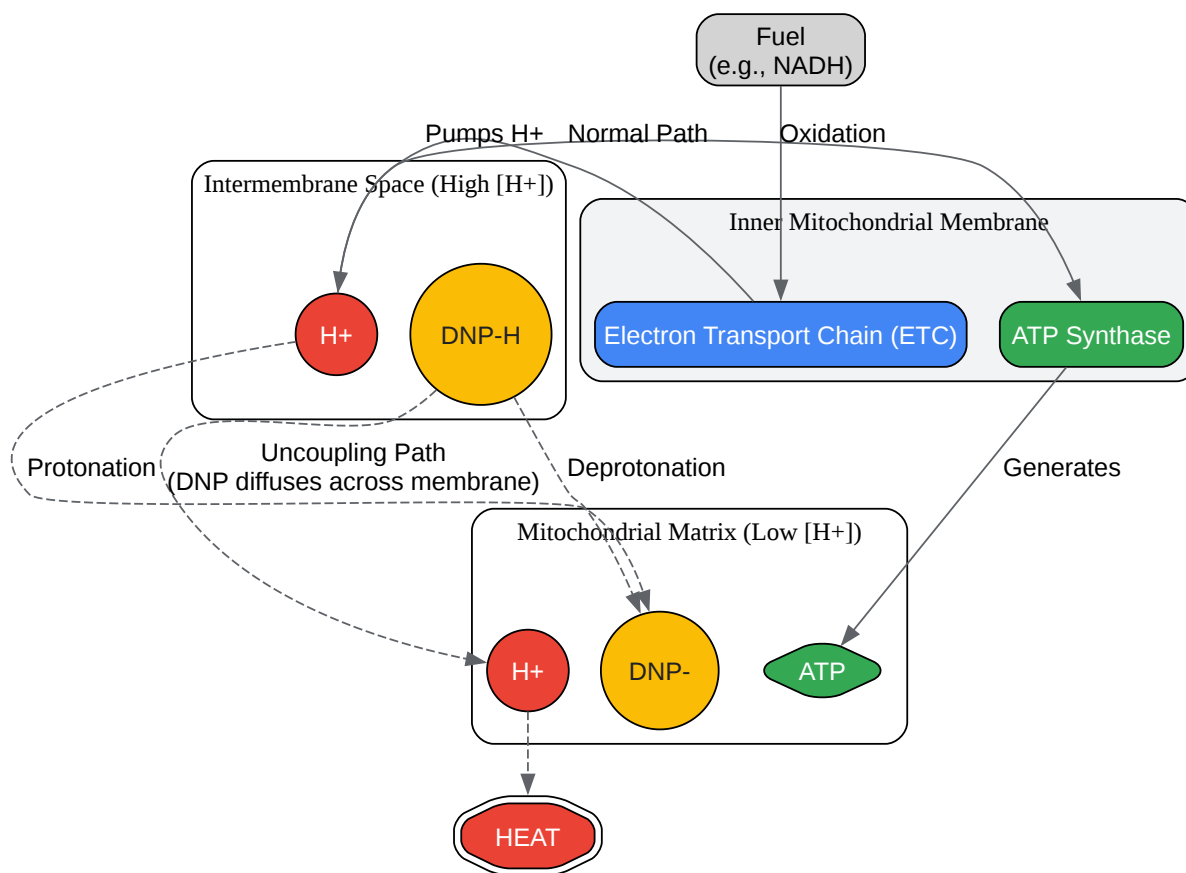 Fuel
(e.g., NADH)
Pumps H+
Normal Path
Oxidation
Intermembrane Space (High [H+])
Inner Mitochondrial Membrane
H+
DNP-H
Electron Transport Chain (ETC)
ATP Synthase
Protonation
Uncoupling Path
(DNP diffuses across membrane)
Deprotonation
Generates
Mitochondrial Matrix (Low [H+])
H+
DNP-
ATP
HEAT